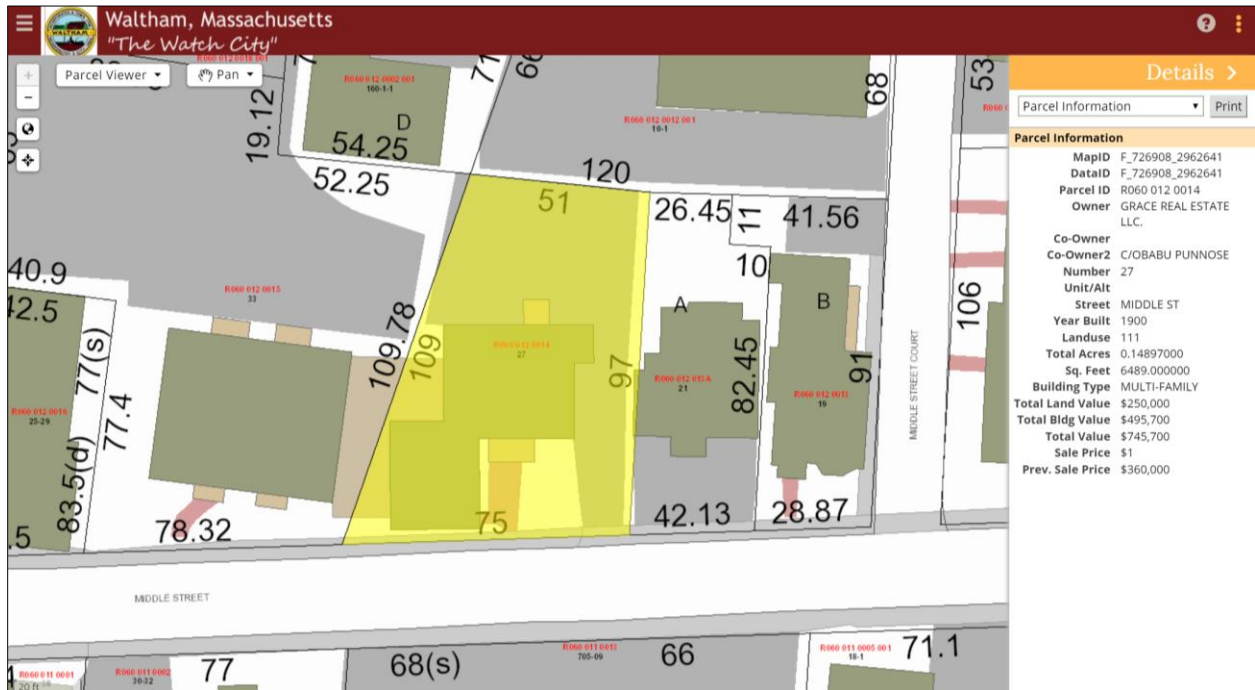 Waltham, Massachusetts
"The Watch City"
Parcel Viewer
Pan
Details
Parcel Information
Print
Parcel Information
MapID F_726908_2962641
DataID F_726908_2962641
Parcel ID R060 012 0014
Owner GRACE REAL ESTATE
LLC.
Co-Owner
Co-Owner2 C/OBABU PUNNOSE
Number 27
Unit/Alt
Street MIDDLE ST
Year Built 1900
Landuse 111
Total Acres 0.14897000
Sq. Feet 6489.000000
Building Type MULTI-FAMILY
Total Land Value $250,000
Total Bldg Value $495,700
Total Value $745,700
Sale Price $1
Prev. Sale Price $360,000
R060 012 0002 001
160-1-1
D
54.25
52.25
19.12
68
R060 012 0012 001
10-1
120
51
26.45
11
41.56
10
40.9
42.5
R060 012 0015
33
77(s)
77.4
83.5(d)
R060 012 0016
25-29
109.78
109
R060 012 0014
27
97
A
R060 012 013A
21
82.45
B
19
91
MIDDLE STREET COURT
106
53
78.32
75
42.13
28.87
MIDDLE STREET
R060 011 0001
20 ft
R060 011 0002
30-32
77
68(s)
705-09
66
R060 011 0005 001
18-1
71.1